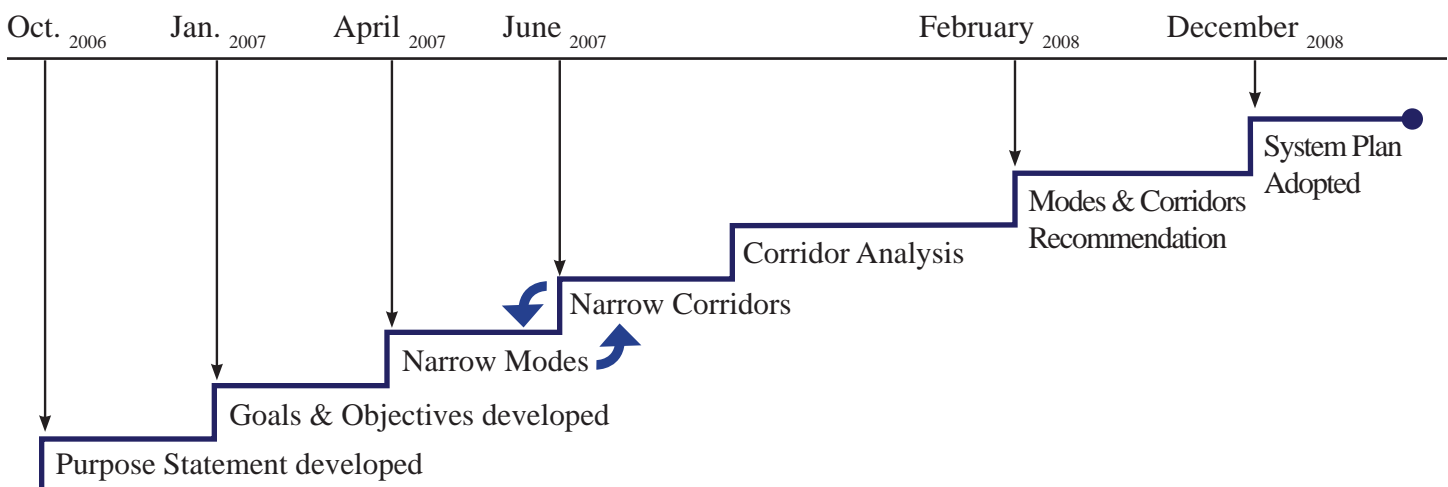 Oct. 2006 Jan. 2007 April 2007 June 2007 February 2008 December 2008
System Plan
Adopted
Modes & Corridors
Recommendation
Corridor Analysis
Narrow Corridors
Narrow Modes
Goals & Objectives developed
Purpose Statement developed